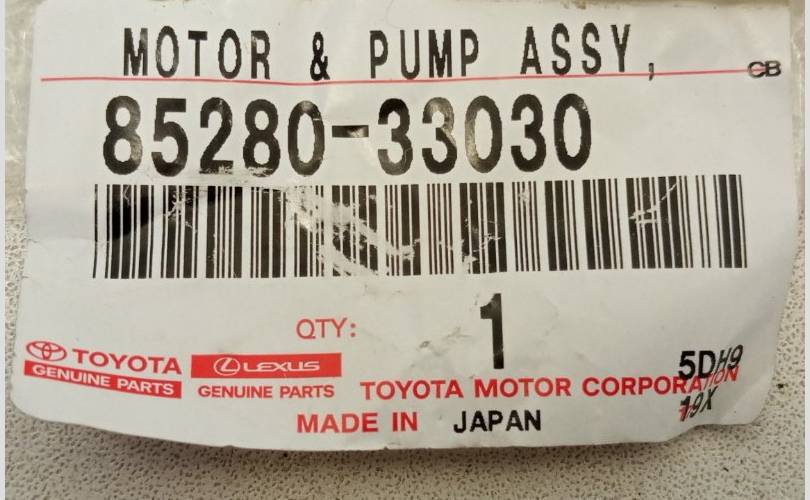 MOTOR & PUMP ASSY,
CB
85280-33030
QTY: 1
TOYOTA
GENUINE PARTS
LEXUS
GENUINE PARTS
TOYOTA MOTOR CORPORATION
5DH9
19X
MADE IN JAPAN